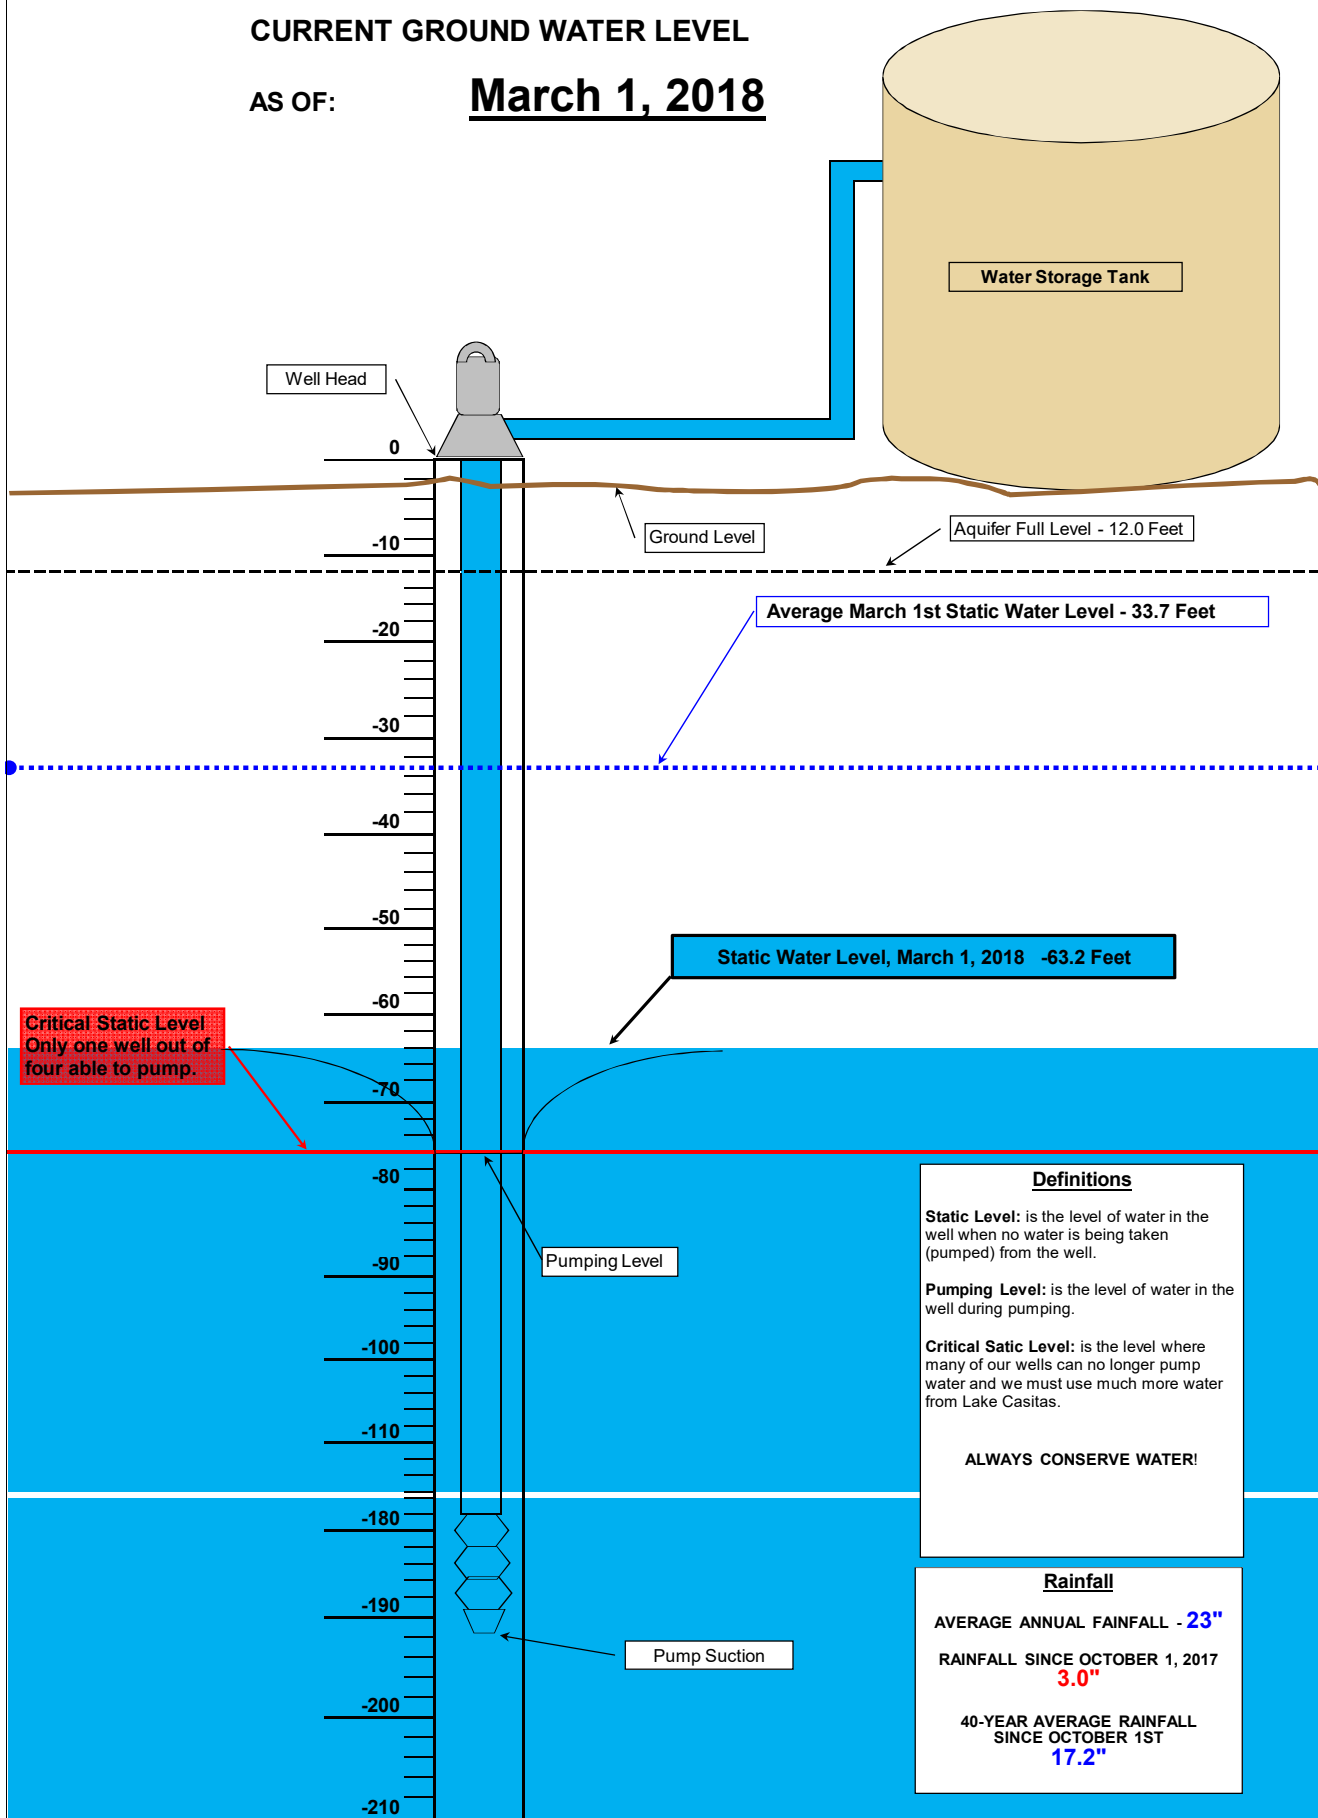 CURRENT GROUND WATER LEVEL
AS OF: March 1, 2018
Water Storage Tank
Well Head
0
Ground Level
Aquifer Full Level - 12.0 Feet
-10
Average March 1st Static Water Level - 33.7 Feet
-20
-30
-40
-50
Static Water Level, March 1, 2018 -63.2 Feet
-60
Critical Static Level
Only one well out of
four able to pump.
-70
-80
Pumping Level
-90
-100
-110
Definitions
Static Level: is the level of water in the
well when no water is being taken
(pumped) from the well.
Pumping Level: is the level of water in the
well during pumping.
Critical Satic Level: is the level where
many of our wells can no longer pump
water and we must use much more water
from Lake Casitas.
ALWAYS CONSERVE WATER!
-180
-190
Pump Suction
-200
-210
Rainfall
AVERAGE ANNUAL FAINFALL - 23"
RAINFALL SINCE OCTOBER 1, 2017
3.0"
40-YEAR AVERAGE RAINFALL
SINCE OCTOBER 1ST
17.2"